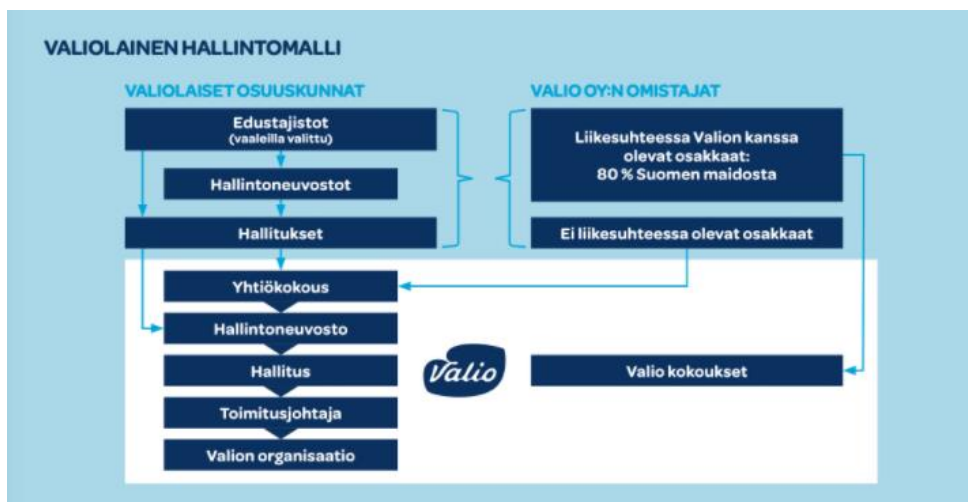 VALIOLAINEN HALLINTOMALLI
VALIOLAISET OSUUSKUNNAT
Edustajistot
(vaaleilla valittu)
Hallintoneuvostot
Hallitukset
VALIO OY:N OMISTAJAT
Liikesuhteessa Valion kanssa
olevat osakkaat:
80 % Suomen maidosta
Ei liikesuhteessa olevat osakkaat
Yhtiökokous
Hallintoneuvosto
Hallitus
Toimitusjohtaja
Valion organisaatio
Valio
Valio kokoukset